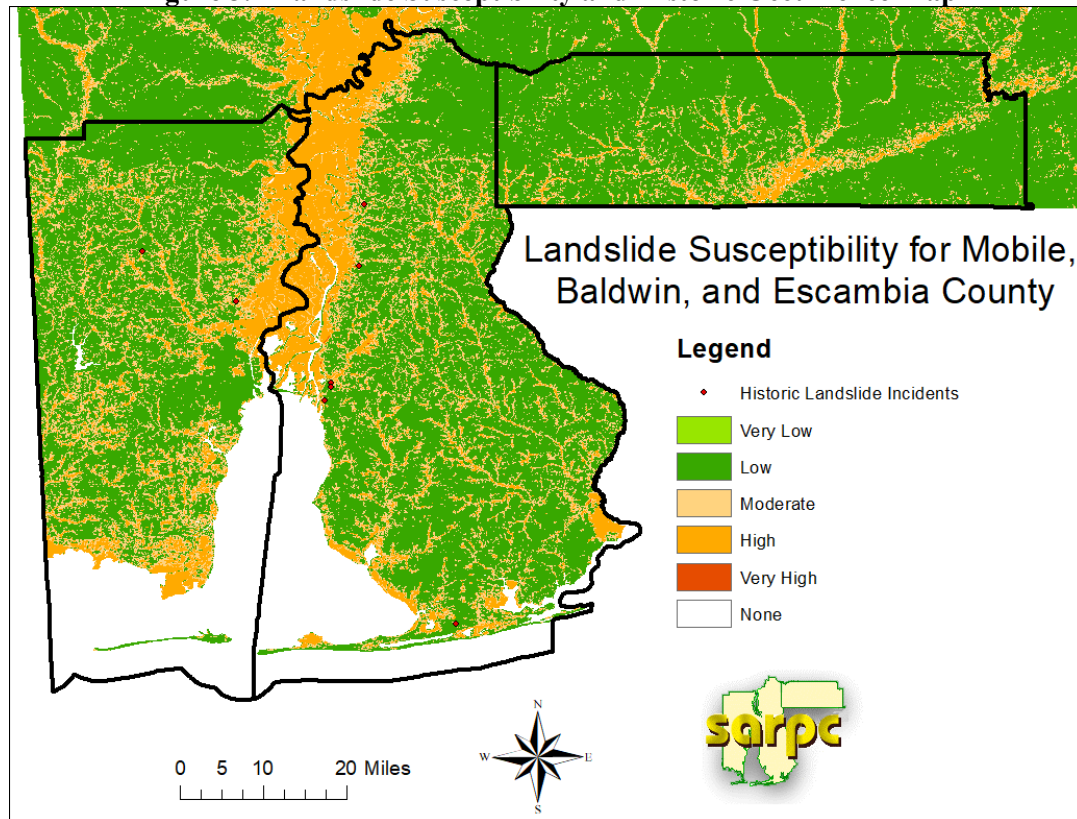 Landslide Susceptibility for Mobile,
Baldwin, and Escambia County
Legend
Historic Landslide Incidents
Very Low
Low
Moderate
High
Very High
None
sarpc
N
W
E
S
0 5 10 20 Miles